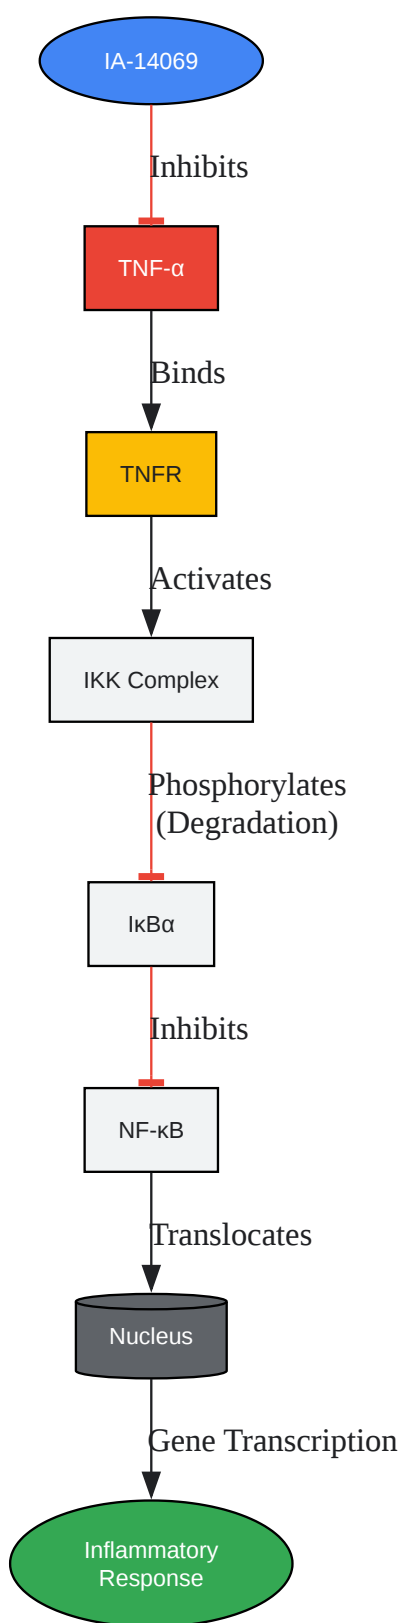 IA-14069
Inhibits
TNF-α
Binds
TNFR
Activates
IKK Complex
Phosphorylates
(Degradation)
IκBα
Inhibits
NF-κB
Translocates
Nucleus
Gene Transcription
Inflammatory
Response